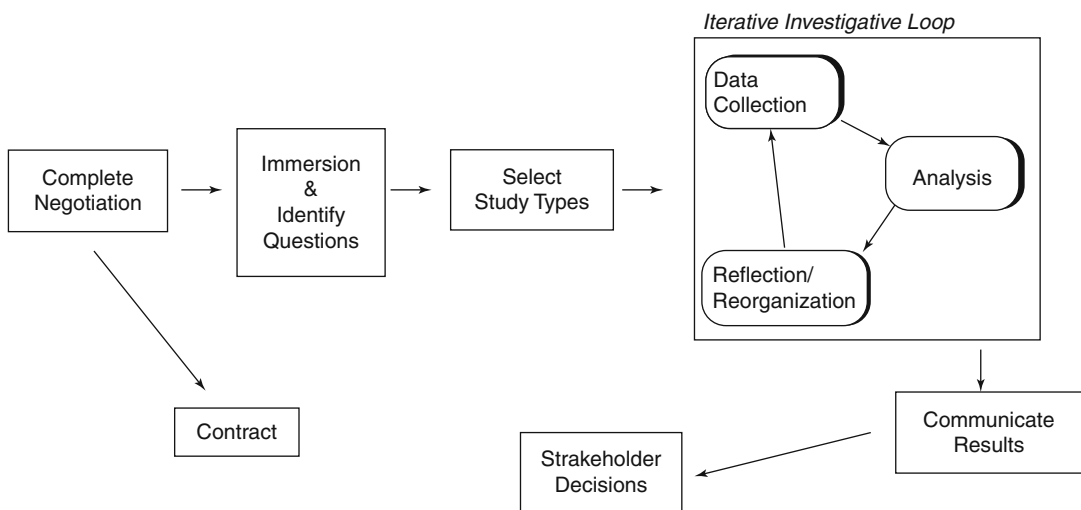 Iterative Investigative Loop
Data
Collection
Analysis
Reflection/
Reorganization
Complete
Negotiation
Immersion
&
Identify
Questions
Select
Study Types
Contract
Communicate
Results
Strakeholder
Decisions